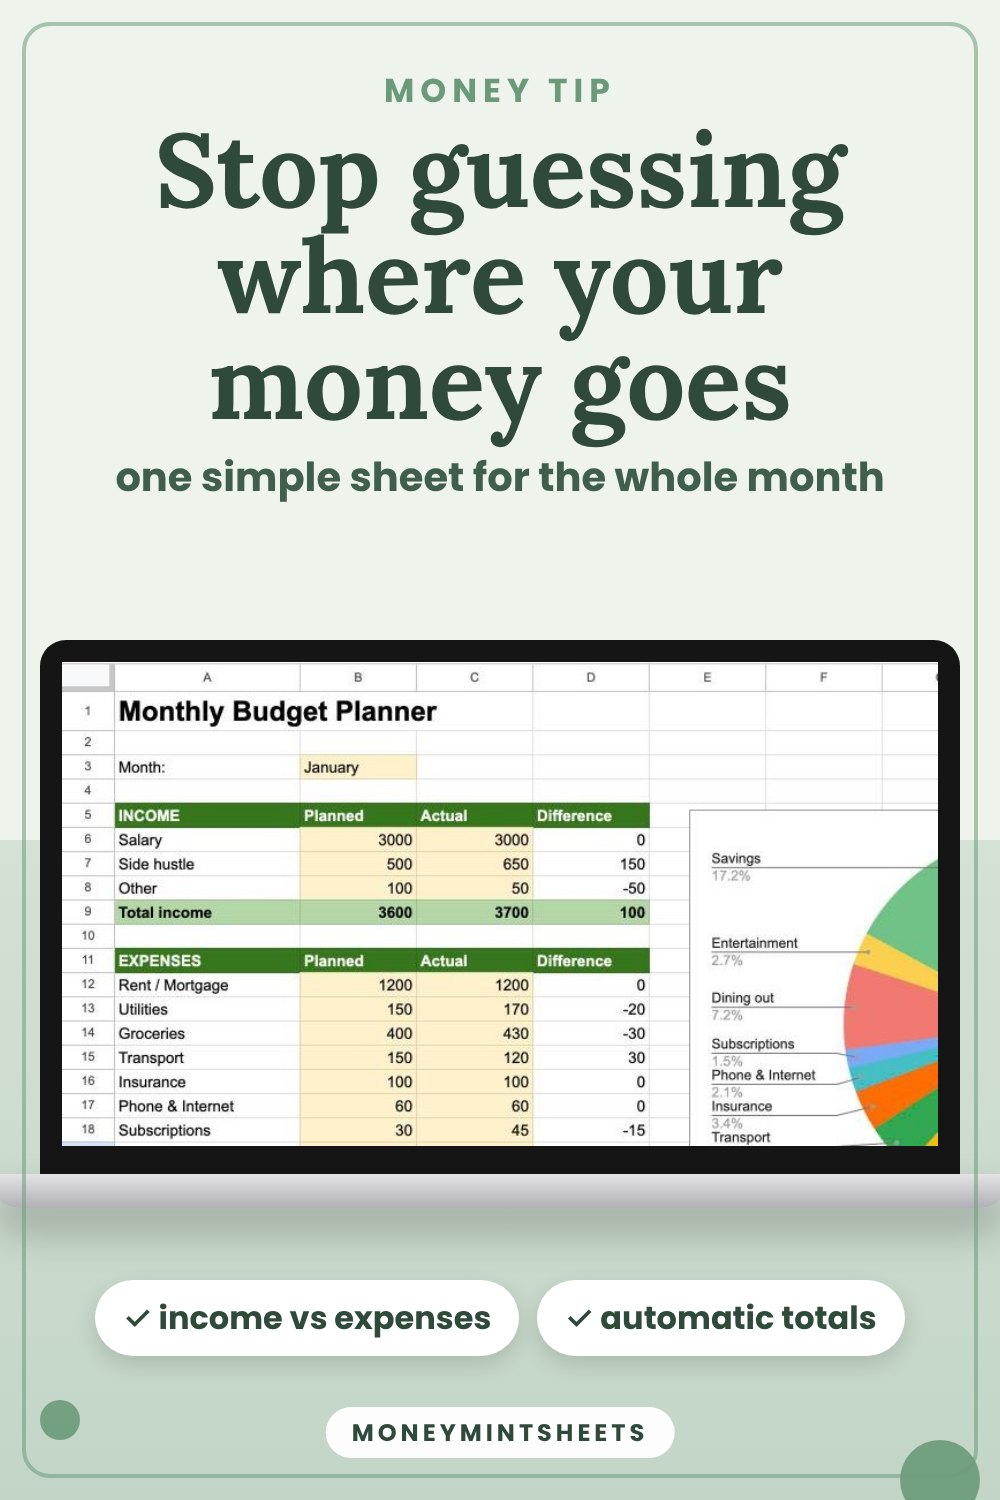 MONEY TIP
Stop guessing
where your
money goes
one simple sheet for the whole month
A B C D E F
1 Monthly Budget Planner
2
3 Month: January
4
5 INCOME Planned Actual Difference
6 Salary 3000 3000 0
7 Side hustle 500 650 150
8 Other 100 50 -50
9 Total income 3600 3700 100
10
11 EXPENSES Planned Actual Difference
12 Rent / Mortgage 1200 1200 0
13 Utilities 150 170 -20
14 Groceries 400 430 -30
15 Transport 150 120 30
16 Insurance 100 100 0
17 Phone & Internet 60 60 0
18 Subscriptions 30 45 -15
Savings
17.2%
Entertainment
2.7%
Dining out
7.2%
Subscriptions
1.5%
Phone & Internet
2.1%
Insurance
3.4%
Transport
✓ income vs expenses
✓ automatic totals
MONEYMINTSHEETS